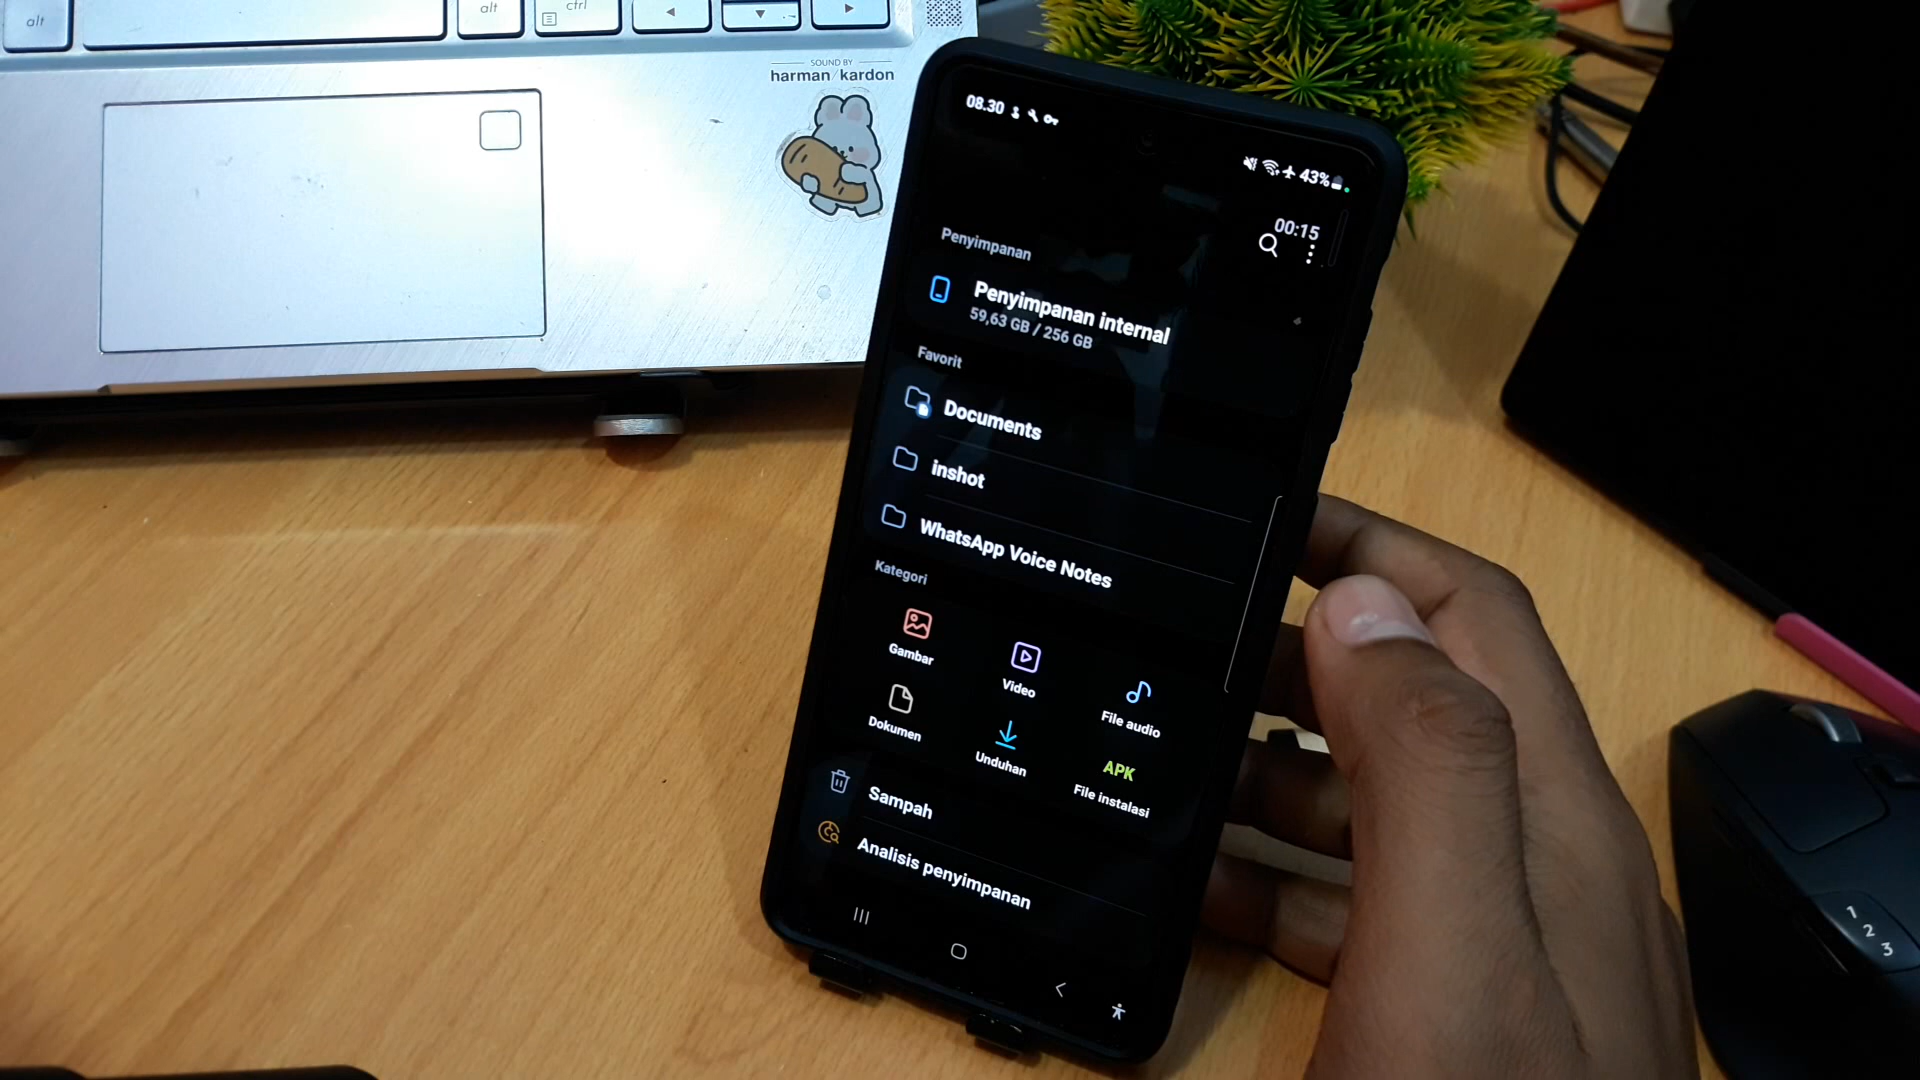 alt
alt
ctrl
SOUND BY
harman/kardon
08.30
43%
00:15
Penyimpanan
Penyimpanan internal
59,63 GB / 256 GB
Favorit
Documents
inshot
WhatsApp Voice Notes
Kategori
Gambar
Video
File audio
Dokumen
Unduhan
APK
File instalasi
Sampah
Analisis penyimpanan
1
2
3